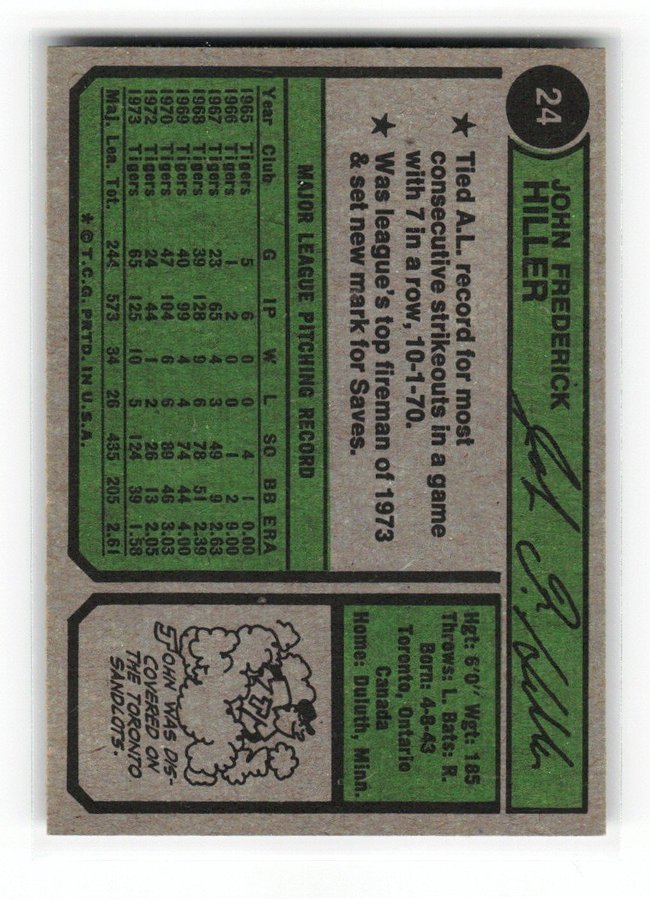 24
JOHN FREDERICK
HILLER
★ Tied A.L. record for most
consecutive strikeouts in a game
with 7 in a row, 10-1-70.
★ Was league's top fireman of 1973
& set new mark for Saves.
MAJOR LEAGUE PITCHING RECORD
Year Club G IP W L SO BB ERA
1965 Tigers 5 6 0 0 4 1 0.00
1966 Tigers 1 2 0 0 1 2 9.00
1967 Tigers 23 65 4 3 49 9 2.63
1968 Tigers 39 128 9 6 78 51 2.39
1969 Tigers 40 99 4 4 74 44 4.00
1970 Tigers 47 104 6 6 89 46 3.03
1972 Tigers 24 44 1 2 26 13 2.05
1973 Tigers 65 125 10 5 124 39 1.58
Maj. Lea. Tot. 244 573 34 26 435 205 2.61
* © T.C.G. PRTD. IN U.S.A.
Hgt: 6'0" Wgt: 185
Throws: L. Bats: R.
Born: 4-8-43
Toronto, Ontario
Canada
Home: Duluth, Minn.
JOHN WAS DIS-
COVERED ON
THE TORONTO
SANDLOTS.